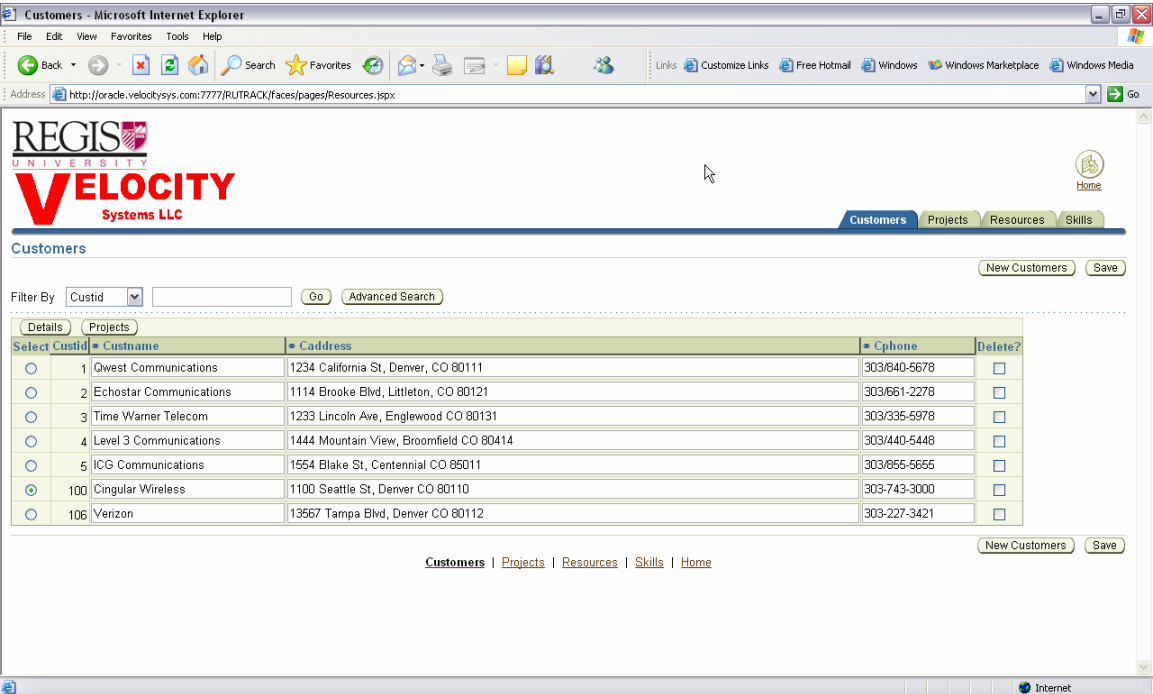 Customers - Microsoft Internet Explorer
File Edit View Favorites Tools Help
Back Search Favorites Links Customize Links Free Hotmail Windows Windows Marketplace Windows Media
Address http://oracle.velocitysys.com:7777/RUTRACK/faces/pages/Resources.jspx Go
REGIS
UNIVERSITY
VELOCITY
Systems LLC
Home
Customers Projects Resources Skills
Customers
New Customers Save
Filter By Custid Go Advanced Search
Details Projects
Select Custid Custname Caddress Cphone Delete?
1 Qwest Communications 1234 California St, Denver, CO 80111 303/840-5678
2 Echostar Communications 1114 Brooke Blvd, Littleton, CO 80121 303/661-2278
3 Time Warner Telecom 1233 Lincoln Ave, Englewood CO 80131 303/335-5978
4 Level 3 Communications 1444 Mountain View, Broomfield CO 80414 303/440-5448
5 ICG Communications 1554 Blake St, Centennial CO 85011 303/855-5655
100 Cingular Wireless 1100 Seattle St, Denver CO 80110 303-743-3000
106 Verizon 13567 Tampa Blvd, Denver CO 80112 303-227-3421
New Customers Save
Customers | Projects | Resources | Skills | Home
Internet